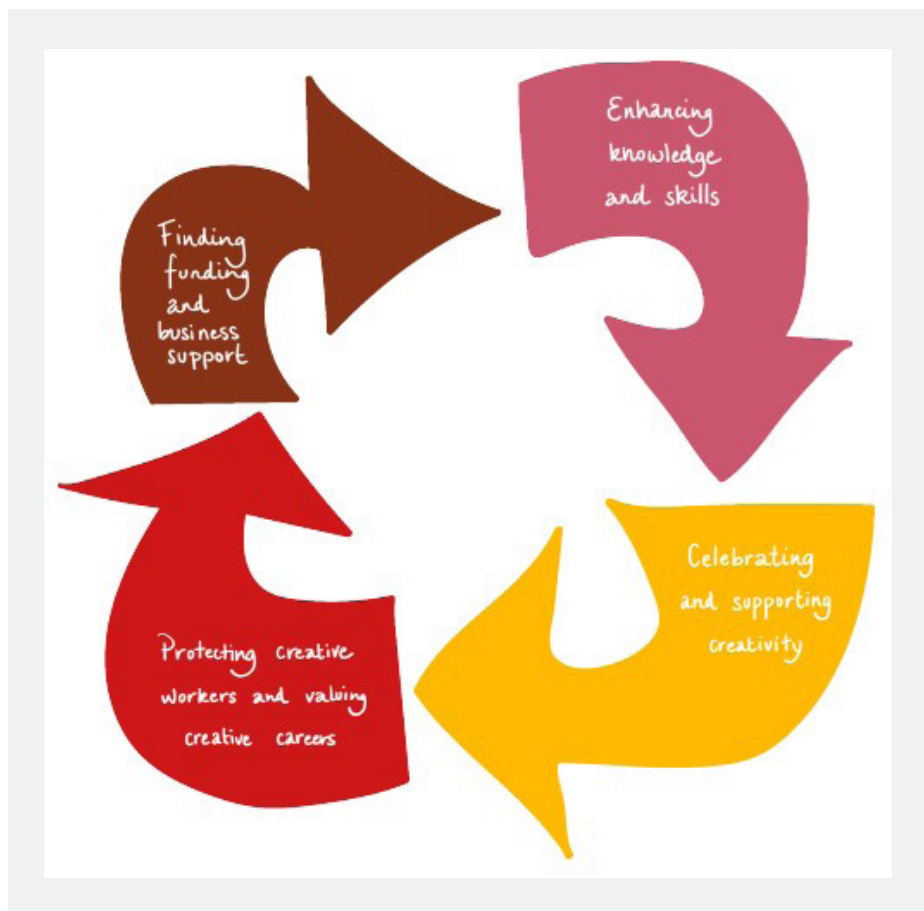 Finding
funding
and
business
support
Enhancing
knowledge
and skills
Celebrating
and supporting
creativity
Protecting creative
workers and valuing
creative careers